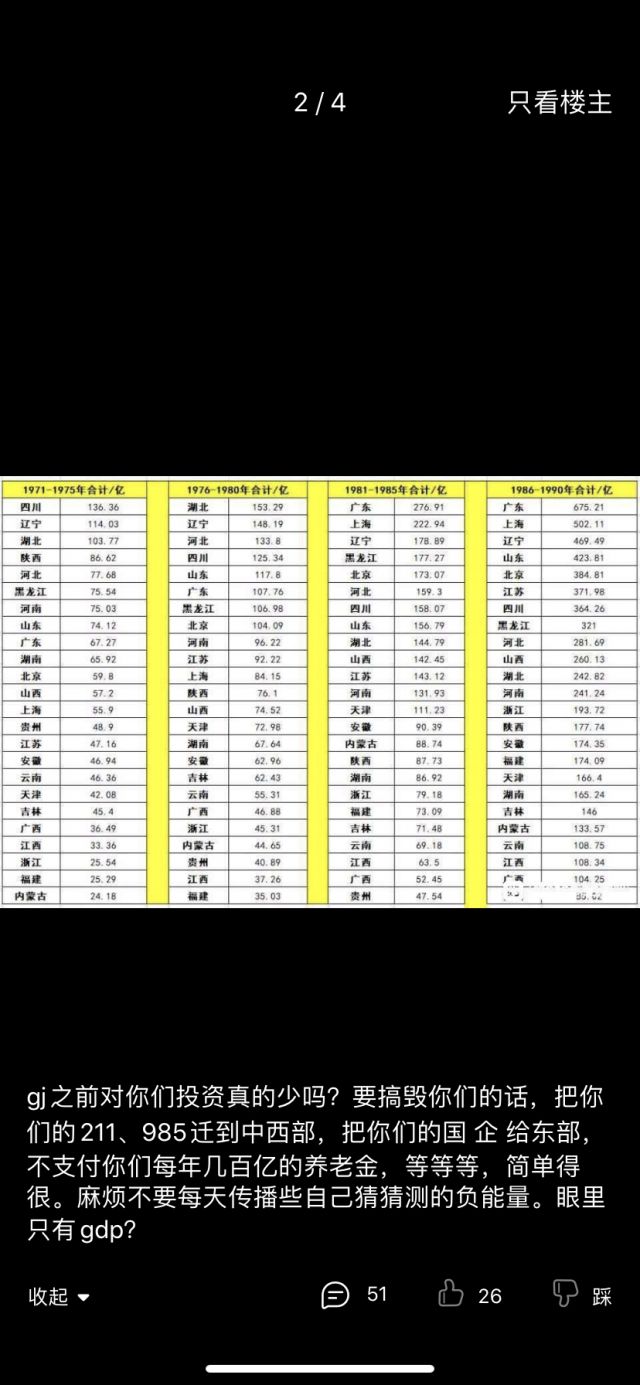 2 / 4
只看楼主
1971-1975年合计/亿 1976-1980年合计/亿 1981-1985年合计/亿 1986-1990年合计/亿
四川 136.36 湖北 153.29 广东 276.91 广东 675.21
辽宁 114.03 辽宁 148.19 上海 222.94 上海 502.11
湖北 103.77 河北 133.8 辽宁 178.89 辽宁 469.49
陕西 86.62 四川 125.34 黑龙江 177.27 山东 423.81
河北 77.68 山东 117.8 北京 173.07 北京 384.81
黑龙江 75.54 广东 107.76 河北 159.3 江苏 371.98
河南 75.03 黑龙江 106.98 四川 158.07 四川 364.26
山东 74.12 北京 104.09 山东 156.79 黑龙江 321
广东 67.27 河南 96.22 湖北 144.79 河北 281.69
湖南 65.92 江苏 92.22 山西 142.45 山西 260.13
北京 59.8 上海 84.15 江苏 143.12 湖北 242.82
山西 57.2 陕西 76.1 河南 131.93 河南 241.24
上海 55.9 山西 74.52 天津 111.23 浙江 193.72
贵州 48.9 天津 72.98 安徽 90.39 陕西 177.74
江苏 47.16 湖南 67.64 内蒙古 88.74 安徽 174.35
安徽 46.94 安徽 62.96 陕西 87.73 福建 174.09
云南 46.36 吉林 62.43 湖南 86.92 天津 166.4
天津 42.08 云南 55.31 浙江 79.18 湖南 165.24
吉林 45.4 广西 46.88 福建 73.09 吉林 146
广西 36.49 浙江 45.31 吉林 71.48 内蒙古 133.57
江西 33.36 内蒙古 44.65 云南 69.18 云南 108.75
浙江 25.54 贵州 40.89 江西 63.5 江西 108.34
福建 25.29 江西 37.26 广西 52.45 广西 104.25
内蒙古 24.18 福建 35.03 贵州 47.54
gj之前对你们投资真的少吗？要搞毁你们的话，把你
们的211、985迁到中西部，把你们的国 企 给东部，
不支付你们每年几百亿的养老金，等等等，简单得
很。麻烦不要每天传播些自己猜猜测的负能量。眼里
只有gdp?
收起
51
26
踩